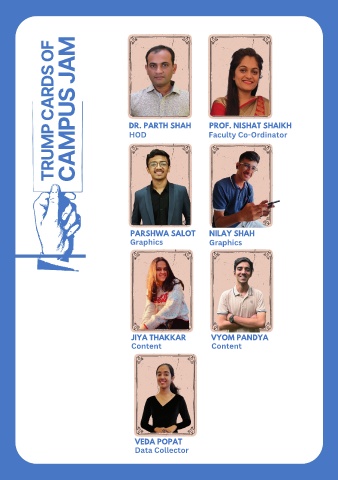 TRUMP CARDS OF
CAMPUS JAM
DR. PARTH SHAH
HOD
PROF. NISHAT SHAIKH
Faculty Co-Ordinator
PARSHWA SALOT
Graphics
NILAY SHAH
Graphics
JIYA THAKKAR
Content
VYOM PANDYA
Content
VEDA POPAT
Data Collector